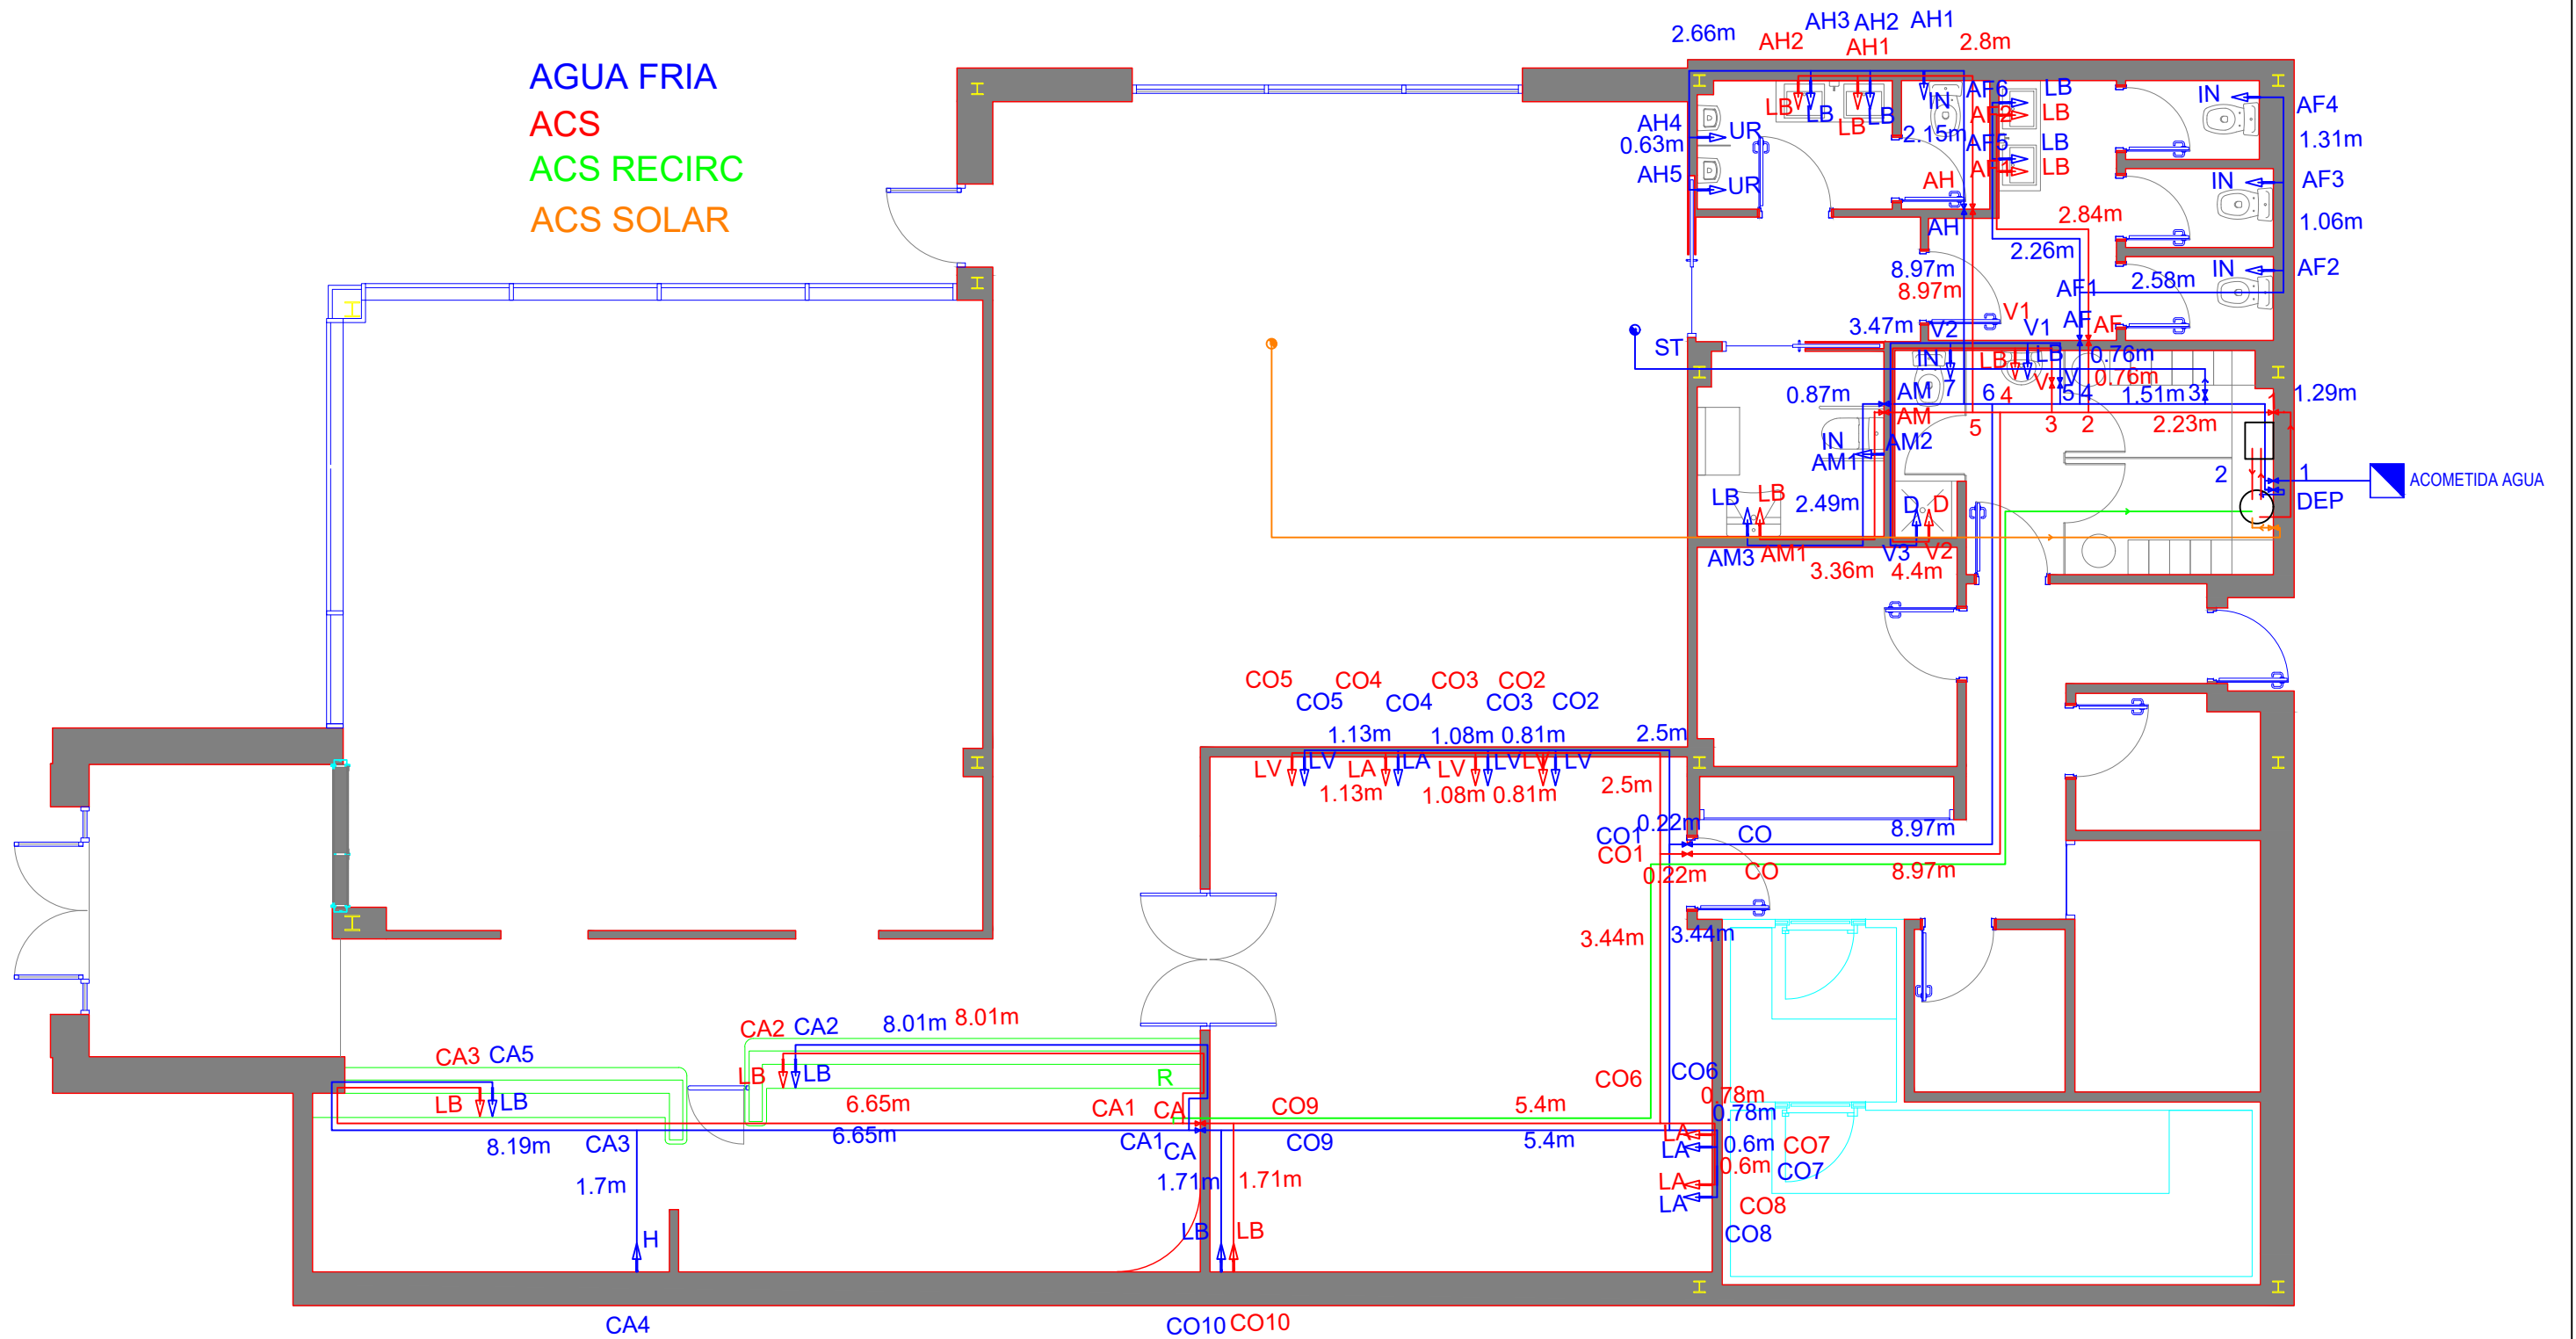 AGUA FRIA
ACS
ACS RECIRC
ACS SOLAR
2.66m
AH3 AH2 AH1
AH2 AH1 2.8m
LB LB LB LB IN
AF6 LB
AF2 LB
2.15m
AF5 LB
AF1 LB
IN AF4
1.31m
AH4 UR
0.63m
AH5 UR
AH
IN AF3
1.06m
2.84m
AH
2.26m
8.97m
8.97m
2.58m
IN AF2
AF1
V1
3.47m V2 V1 AF AF
ST
IN LB LB 0.76m
V V 0.76m
0.87m AM 7 6 4 5 4 1.51m 3 1 1.29m
AM
5 3 2 2.23m
IN AM2
AM1
2 1
ACOMETIDA AGUA
DEP
LB LB 2.49m D D
AM3 AM1 V3 V2
3.36m 4.4m
CO5 CO4 CO3 CO2
CO5 CO4 CO3 CO2
1.13m 1.08m 0.81m 2.5m
LV LV LA LA LV LV LV LV
1.13m 1.08m 0.81m 2.5m
0.22m
CO1 CO 8.97m
CO1
0.22m CO 8.97m
3.44m 3.44m
CA2 CA2 8.01m 8.01m
CA3 CA5
LB LB R
CO6 CO6
0.78m
LB LB 6.65m CA1 CA CO9 5.4m
0.78m
8.19m CA3 6.65m CA1 CA CO9 5.4m
LA
LA 0.6m CO7
0.6m CO7
1.7m 1.71m 1.71m
LA
LA CO8
H LB LB CO8
CA4 CO10 CO10